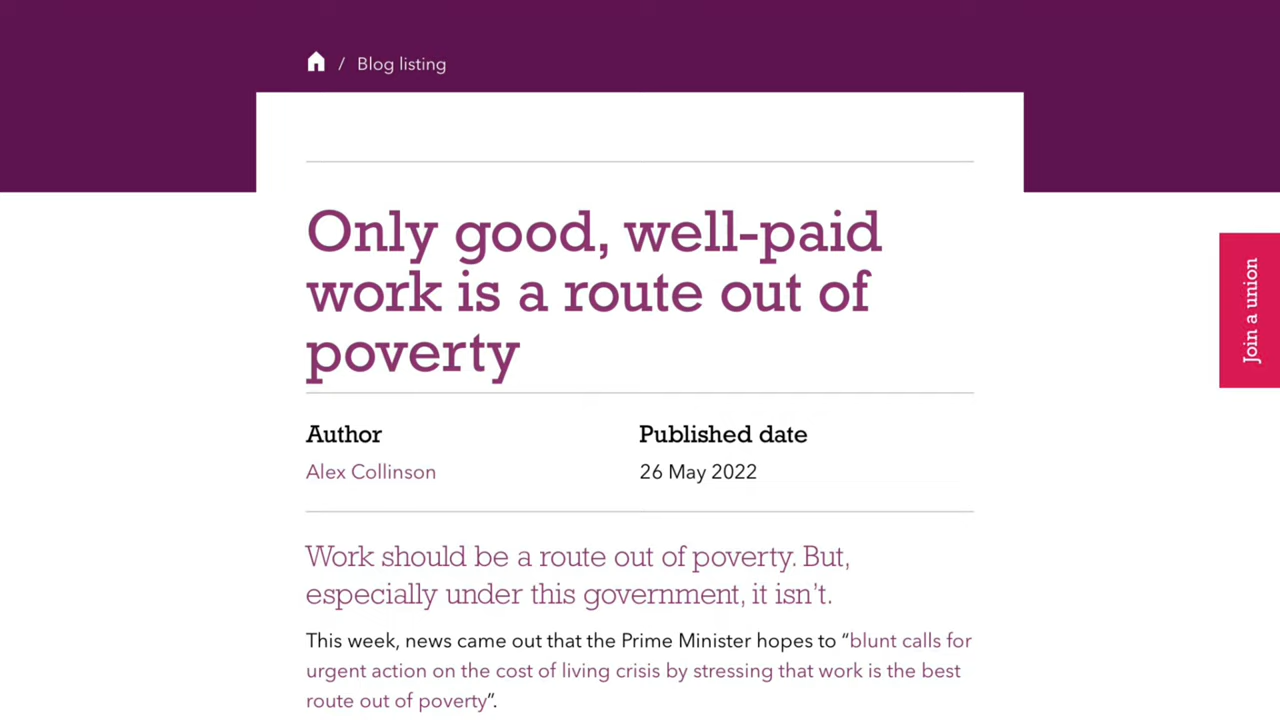 / Blog listing
Only good, well-paid
work is a route out of
poverty
Join a union
Author
Published date
Alex Collinson
26 May 2022
Work should be a route out of poverty. But,
especially under this government, it isn’t.
This week, news came out that the Prime Minister hopes to “blunt calls for
urgent action on the cost of living crisis by stressing that work is the best
route out of poverty”.